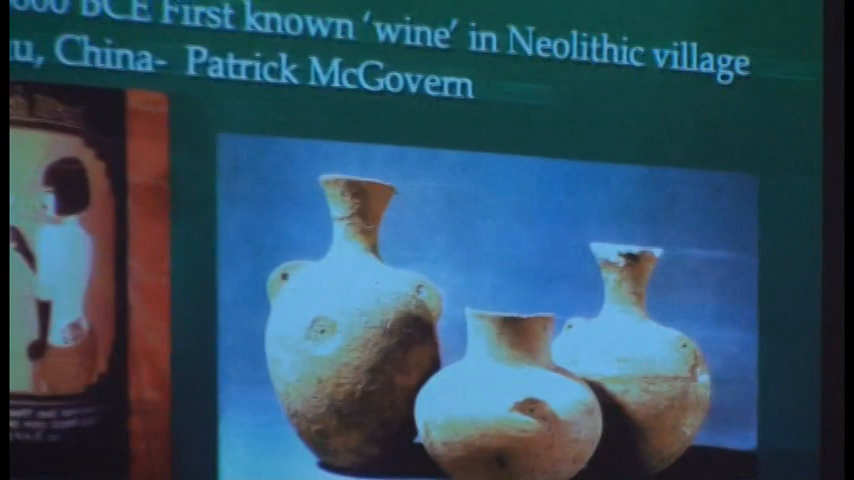 BCE First known ‘wine’ in Neolithic village
China- Patrick McGovern